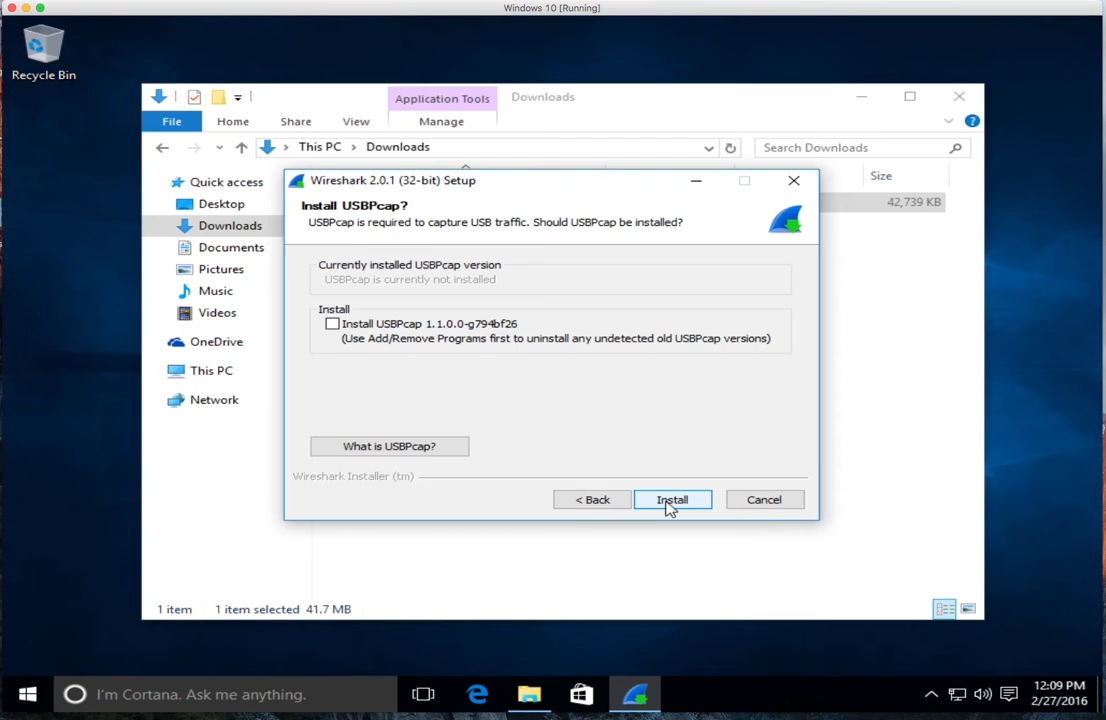 Windows 10 [Running]
Recycle Bin
Application Tools
Downloads
File
Home
Share
View
Manage
This PC
Downloads
Search Downloads
Quick access
Desktop
Downloads
Documents
Pictures
Music
Videos
OneDrive
This PC
Network
Size
42,739 KB
Wireshark 2.0.1 (32-bit) Setup
Install USBPcap?
USBPcap is required to capture USB traffic. Should USBPcap be installed?
Currently installed USBPcap version
USBPcap is currently not installed
Install
Install USBPcap 1.1.0.0-g794bf26
(Use Add/Remove Programs first to uninstall any undetected old USBPcap versions)
What is USBPcap?
Wireshark Installer (tm)
< Back
Install
Cancel
1 item
1 item selected 41.7 MB
I'm Cortana. Ask me anything.
12:09 PM
2/27/2016